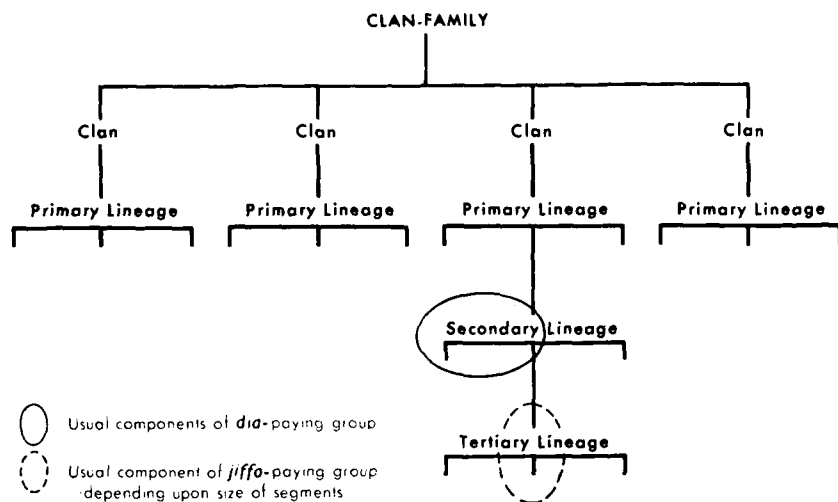 CLAN-FAMILY
Clan Clan Clan Clan
Primary Lineage Primary Lineage Primary Lineage Primary Lineage
Secondary Lineage
Usual components of dia-paying group
Tertiary Lineage
Usual component of jiffo-paying group
depending upon size of segments